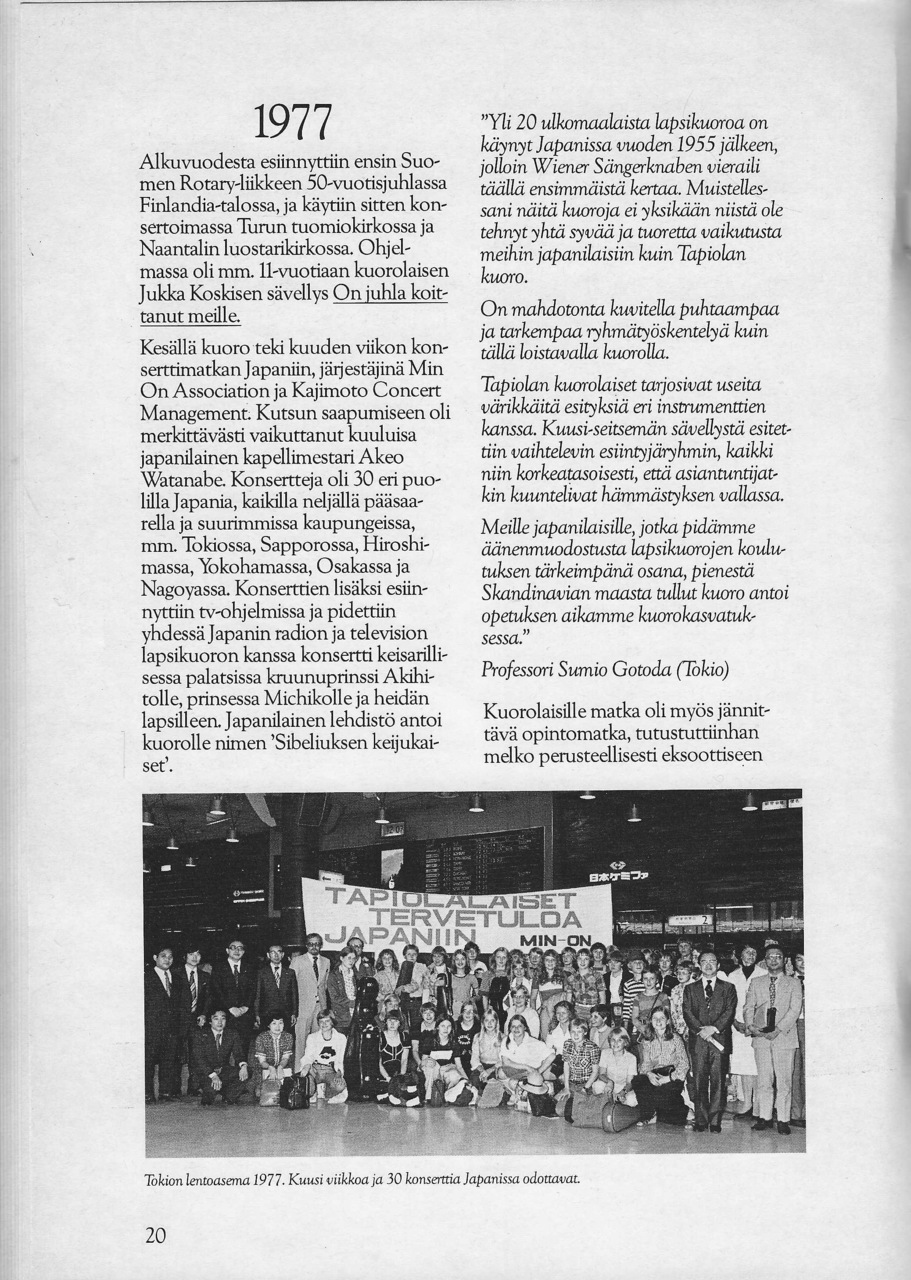 1977
Alkuvuodesta esiinnyttiin ensin Suo-
men Rotary-liikkeen 50-vuotisjuhlassa
Finlandia-talossa, ja käytiin sitten kon-
sertoimassa Turun tuomiokirkossa ja
Naantalin luostarikirkossa. Ohjel-
massa oli mm. 11-vuotiaan kuorolaisen
Jukka Koskisen sävellys On juhla koit-
tanut meille.
Kesällä kuoro teki kuuden viikon kon-
serttimatkan Japaniin, järjestäjinä Min
On Association ja Kajimoto Concert
Management. Kutsun saapumiseen oli
merkittävästi vaikuttanut kuuluisa
japanilainen kapellimestari Akeo
Watanabe. Konsertteja oli 30 eri puo-
lilla Japania, kaikilla neljällä pääsaa-
rella ja suurimmissa kaupungeissa,
mm. Tokiossa, Sapporossa, Hiroshi-
massa, Yokohamassa, Osakassa ja
Nagoyassa. Konserttien lisäksi esiin-
nyttiin tv-ohjelmissa ja pidettiin
yhdessä Japanin radion ja television
lapsikuoron kanssa konsertti keisarilli-
sessa palatsissa kruunuprinssi Akihi-
tolle, prinsessa Michikolle ja heidän
lapsilleen. Japanilainen lehdistö antoi
kuorolle nimen 'Sibeliuksen keijukai-
set'.
"Yli 20 ulkomaalaista lapsikuoroa on
käynyt Japanissa vuoden 1955 jälkeen,
jolloin Wiener Sängerknaben vieraili
täällä ensimmäistä kertaa. Muistelles-
sani näitä kuoroja ei yksikään niistä ole
tehnyt yhtä syvää ja tuoretta vaikutusta
meihin japanilaisiin kuin Tapiolan
kuoro.
On mahdotonta kuvitella puhtaampaa
ja tarkempaa ryhmätyöskentelyä kuin
tällä loistavalla kuorolla.
Tapiolan kuorolaiset tarjosivat useita
värikkäitä esityksiä eri instrumenttien
kanssa. Kuusi-seitsemän sävellystä esitet-
tiin vaihtelevin esiintyjäryhmin, kaikki
niin korkeatasoisesti, että asiantuntijat-
kin kuuntelivat hämmästyksen vallassa.
Meille japanilaisille, jotka pidämme
äänenmuodostusta lapsikuorojen koulu-
tuksen tärkeimpänä osana, pienestä
Skandinavian maasta tullut kuoro antoi
opetuksen aikamme kuorokasvatuk-
sessa."
Professori Sumio Gotoda (Tokio)
Kuorolaisille matka oli myös jännit-
tävä opintomatka, tutustuttiinhan
melko perusteellisesti eksoottiseen
日本ケミファ
2
TAPIOLALAISET
TERVETULOA
JAPANIIN MIN-ON
Tokion lentoasema 1977. Kuusi viikkoa ja 30 konserttia Japanissa odottavat.
20